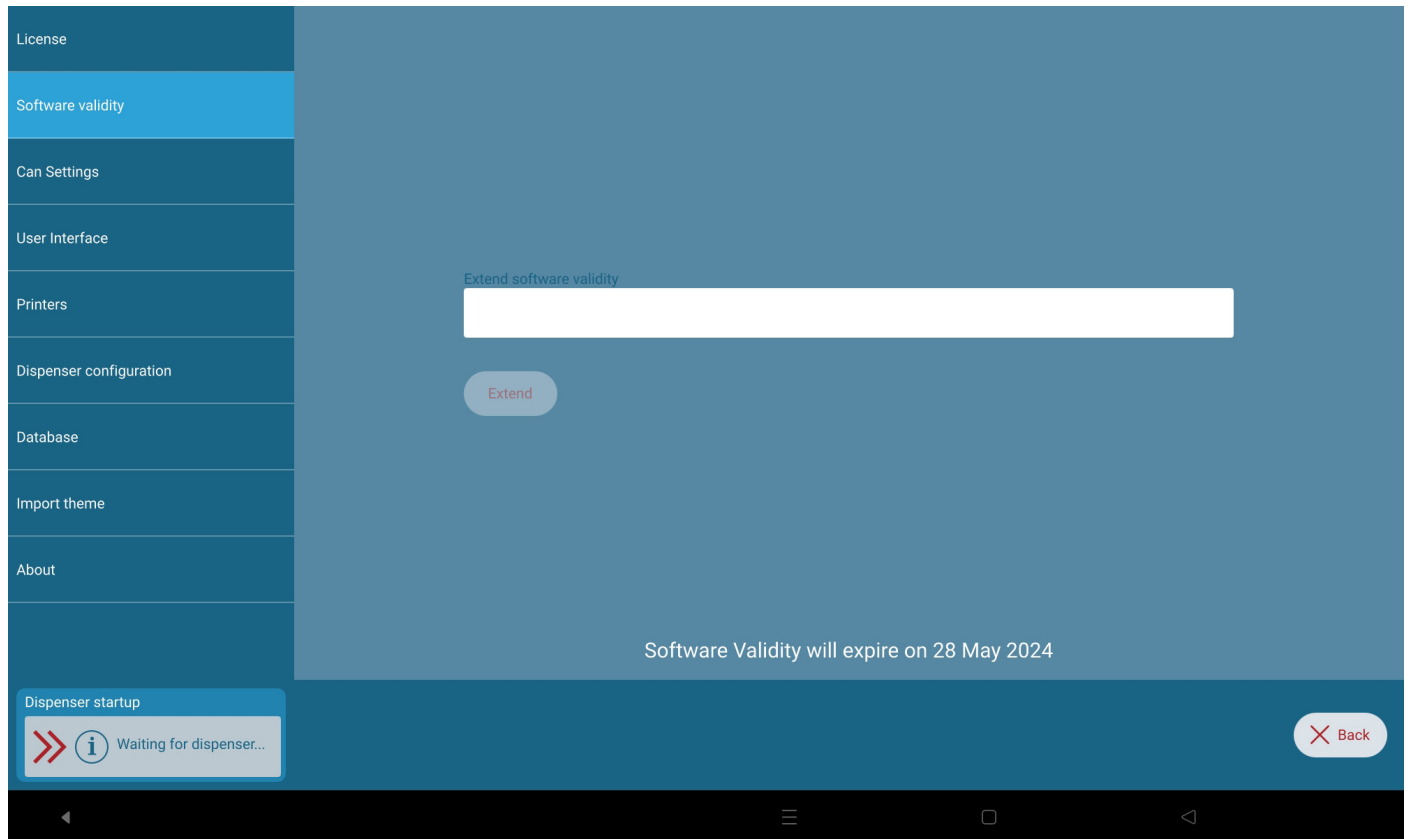 License
Software validity
Can Settings
User Interface
Printers
Dispenser configuration
Database
Import theme
About
Extend software validity
Extend
Software Validity will expire on 28 May 2024
Dispenser startup
Waiting for dispenser...
Back